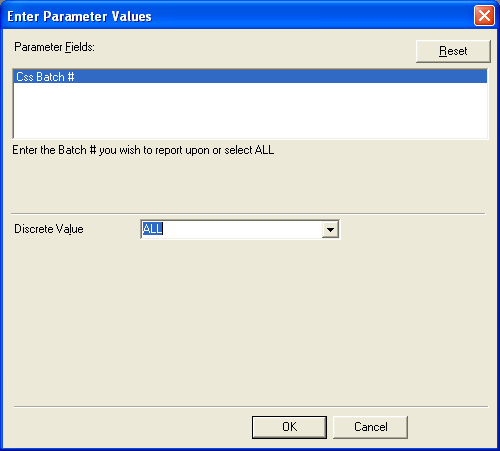 Enter Parameter Values
Parameter Fields:
Reset
Css Batch #
Enter the Batch # you wish to report upon or select ALL
Discrete Value
ALL
OK
Cancel